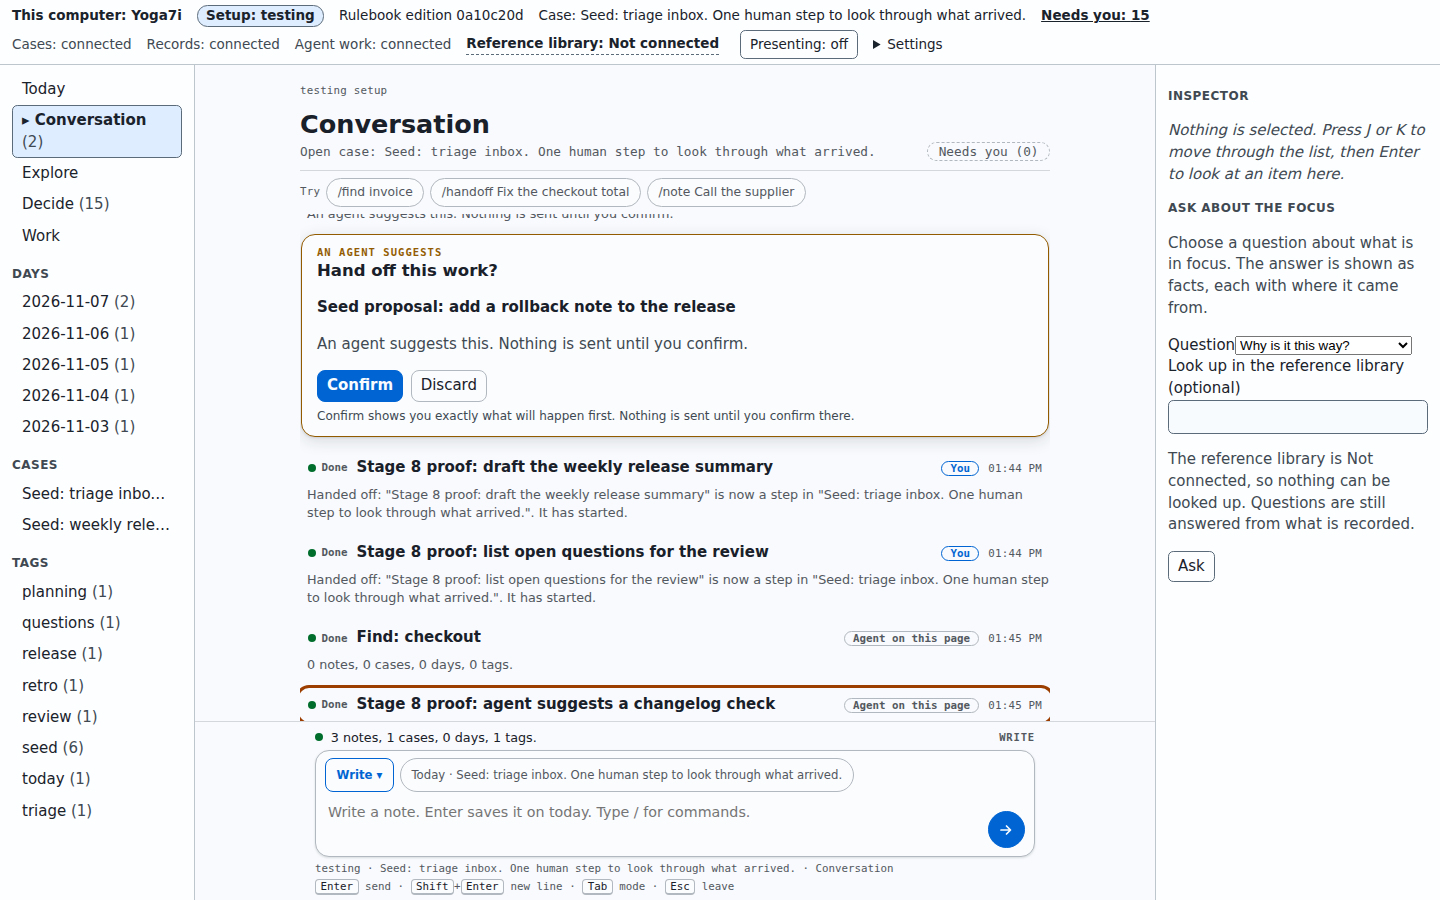 This computer: Yoga7i Setup: testing Rulebook edition 0a10c20d Case: Seed: triage inbox. One human step to look through what arrived. Needs you: 15
Cases: connected Records: connected Agent work: connected Reference library: Not connected Presenting: off ▶ Settings
Today
▸ Conversation
(2)
Explore
Decide (15)
Work
DAYS
2026-11-07 (2)
2026-11-06 (1)
2026-11-05 (1)
2026-11-04 (1)
2026-11-03 (1)
CASES
Seed: triage inbo...
Seed: weekly rele...
TAGS
planning (1)
questions (1)
release (1)
retro (1)
review (1)
seed (6)
today (1)
triage (1)
testing setup
Conversation
Open case: Seed: triage inbox. One human step to look through what arrived. Needs you (0)
Try /find invoice /handoff Fix the checkout total /note Call the supplier
An agent suggests this. Nothing is sent until you confirm.
AN AGENT SUGGESTS
Hand off this work?
Seed proposal: add a rollback note to the release
An agent suggests this. Nothing is sent until you confirm.
Confirm Discard
Confirm shows you exactly what will happen first. Nothing is sent until you confirm there.
Done Stage 8 proof: draft the weekly release summary You 01:44 PM
Handed off: "Stage 8 proof: draft the weekly release summary" is now a step in "Seed: triage inbox. One human
step to look through what arrived.". It has started.
Done Stage 8 proof: list open questions for the review You 01:44 PM
Handed off: "Stage 8 proof: list open questions for the review" is now a step in "Seed: triage inbox. One human step
to look through what arrived.". It has started.
Done Find: checkout Agent on this page 01:45 PM
0 notes, 0 cases, 0 days, 0 tags.
Done Stage 8 proof: agent suggests a changelog check Agent on this page 01:45 PM
3 notes, 1 cases, 0 days, 1 tags. WRITE
Write ▾ Today · Seed: triage inbox. One human step to look through what arrived.
Write a note. Enter saves it on today. Type / for commands.
→
testing · Seed: triage inbox. One human step to look through what arrived. · Conversation
Enter send · Shift+Enter new line · Tab mode · Esc leave
INSPECTOR
Nothing is selected. Press J or K to
move through the list, then Enter
to look at an item here.
ASK ABOUT THE FOCUS
Choose a question about what is
in focus. The answer is shown as
facts, each with where it came
from.
Question Why is it this way?
Look up in the reference library
(optional)
The reference library is Not
connected, so nothing can be
looked up. Questions are still
answered from what is recorded.
Ask